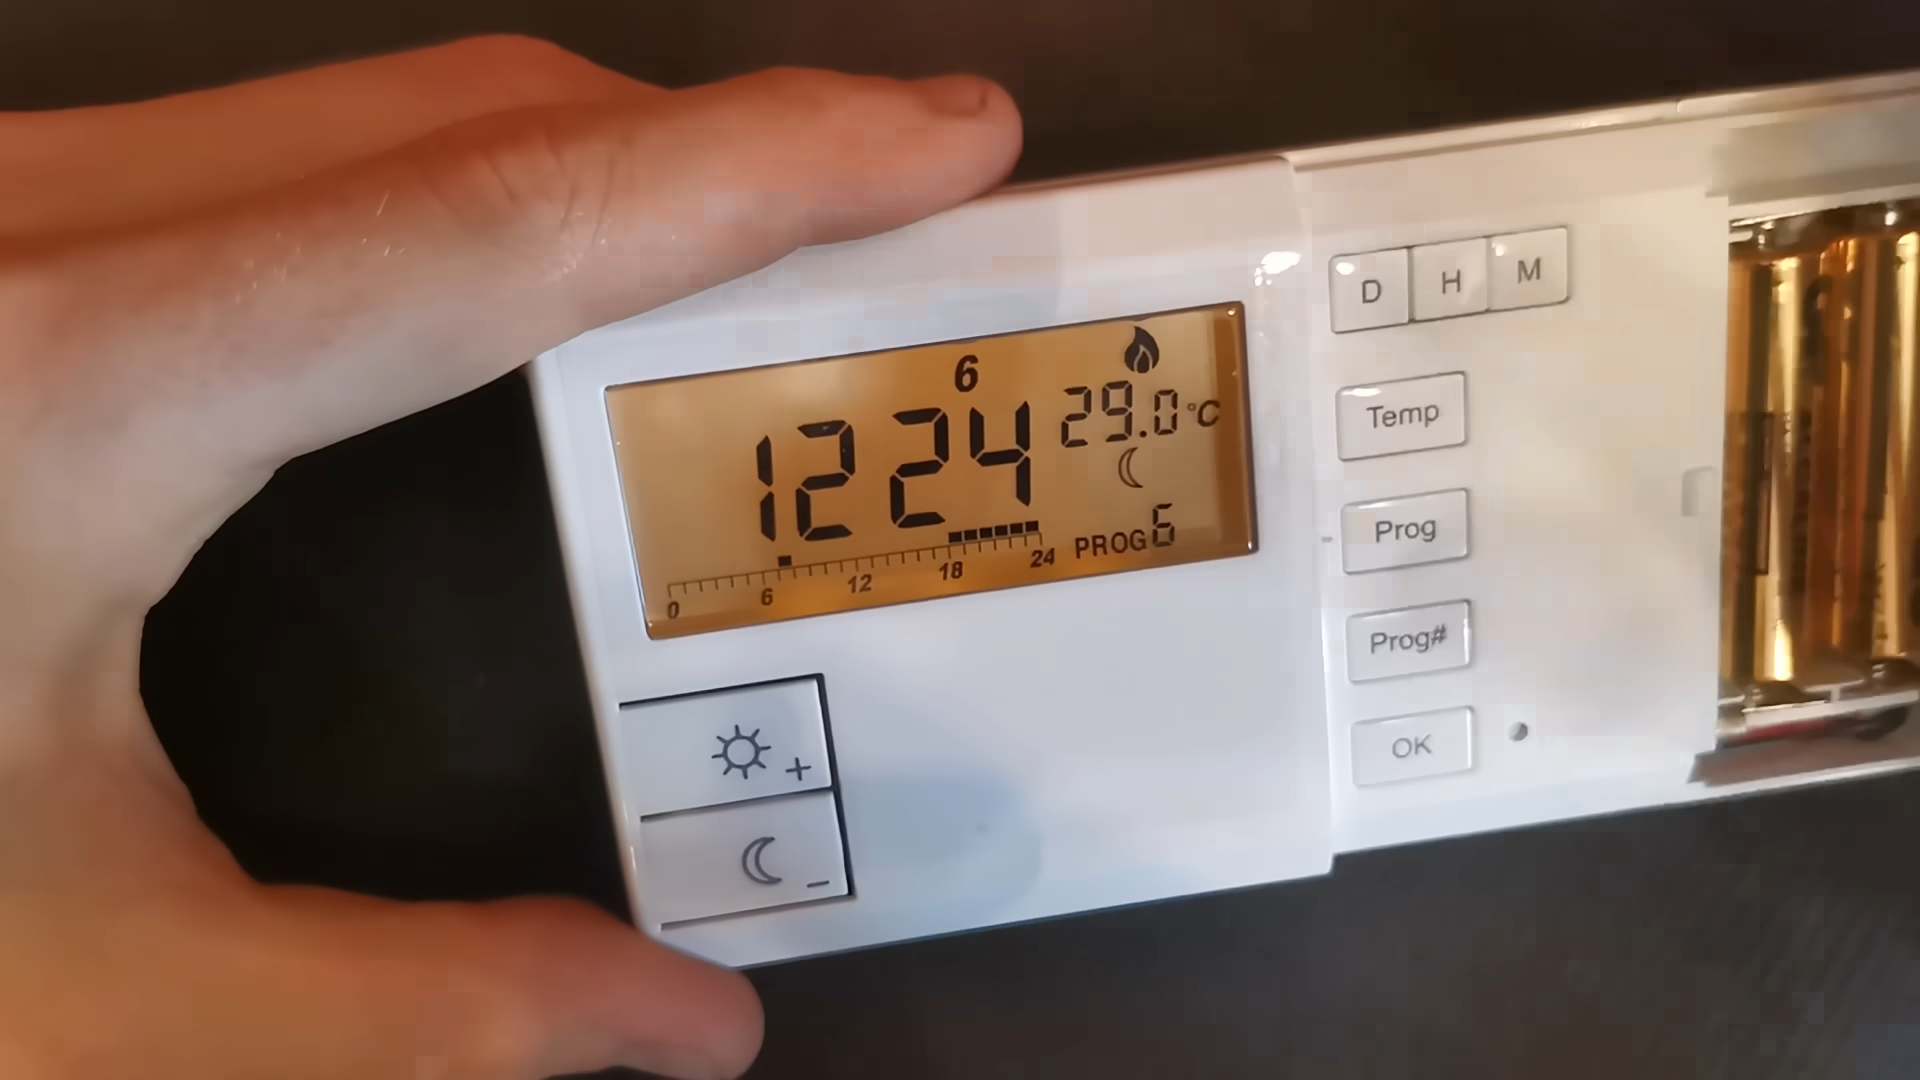 6
12 24
29.0 °C
PROG 6
0 6 12 18 24
+
-
D H M
Temp
Prog
Prog#
OK